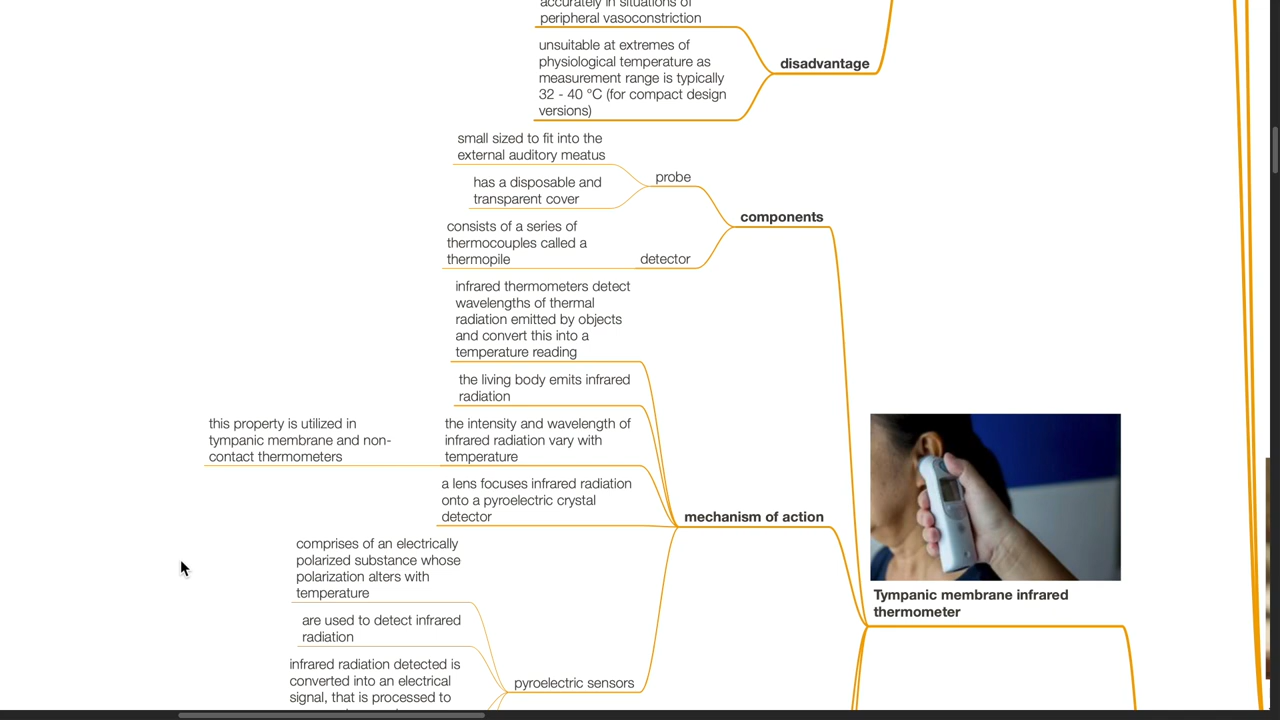 accurately in situations of
peripheral vasoconstriction
unsuitable at extremes of
physiological temperature as
measurement range is typically
32 - 40 °C (for compact design
versions)
disadvantage
small sized to fit into the
external auditory meatus
has a disposable and
transparent cover
probe
consists of a series of
thermocouples called a
thermopile
detector
components
infrared thermometers detect
wavelengths of thermal
radiation emitted by objects
and convert this into a
temperature reading
the living body emits infrared
radiation
this property is utilized in
tympanic membrane and non-
contact thermometers
the intensity and wavelength of
infrared radiation vary with
temperature
a lens focuses infrared radiation
onto a pyroelectric crystal
detector
mechanism of action
comprises of an electrically
polarized substance whose
polarization alters with
temperature
are used to detect infrared
radiation
infrared radiation detected is
converted into an electrical
signal, that is processed to
pyroelectric sensors
Tympanic membrane infrared
thermometer